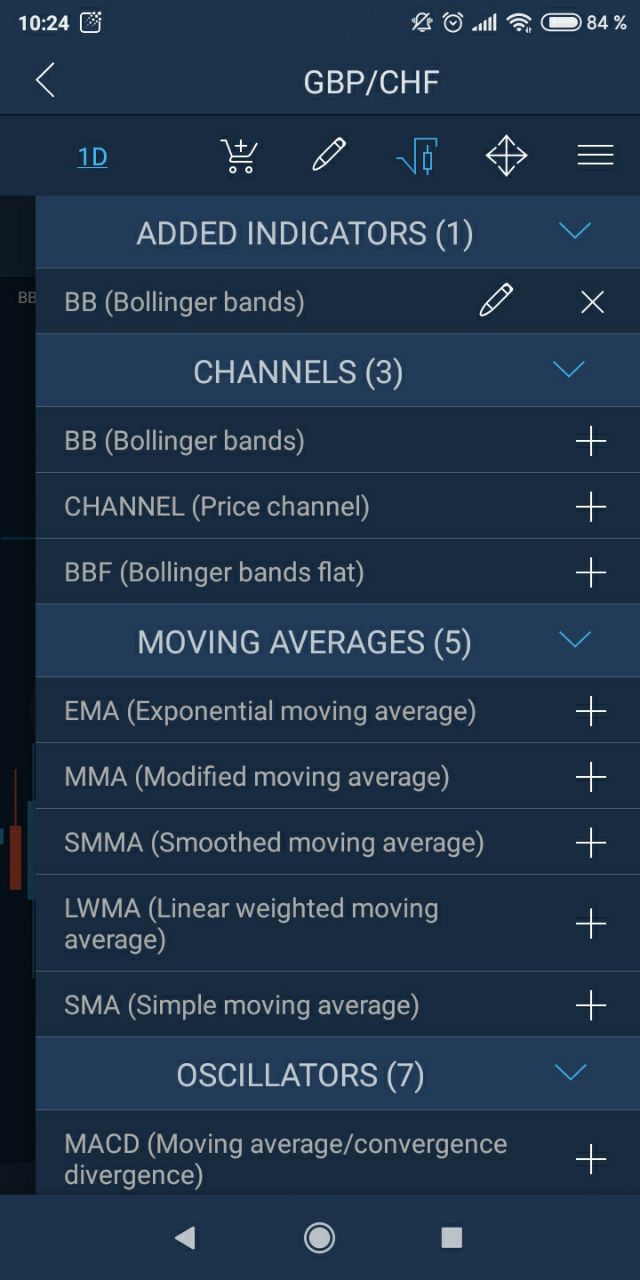 10:24
84 %
GBP/CHF
1D
ADDED INDICATORS (1)
BB
BB (Bollinger bands)
CHANNELS (3)
BB (Bollinger bands)
CHANNEL (Price channel)
BBF (Bollinger bands flat)
MOVING AVERAGES (5)
EMA (Exponential moving average)
MMA (Modified moving average)
SMMA (Smoothed moving average)
LWMA (Linear weighted moving
average)
SMA (Simple moving average)
OSCILLATORS (7)
MACD (Moving average/convergence
divergence)